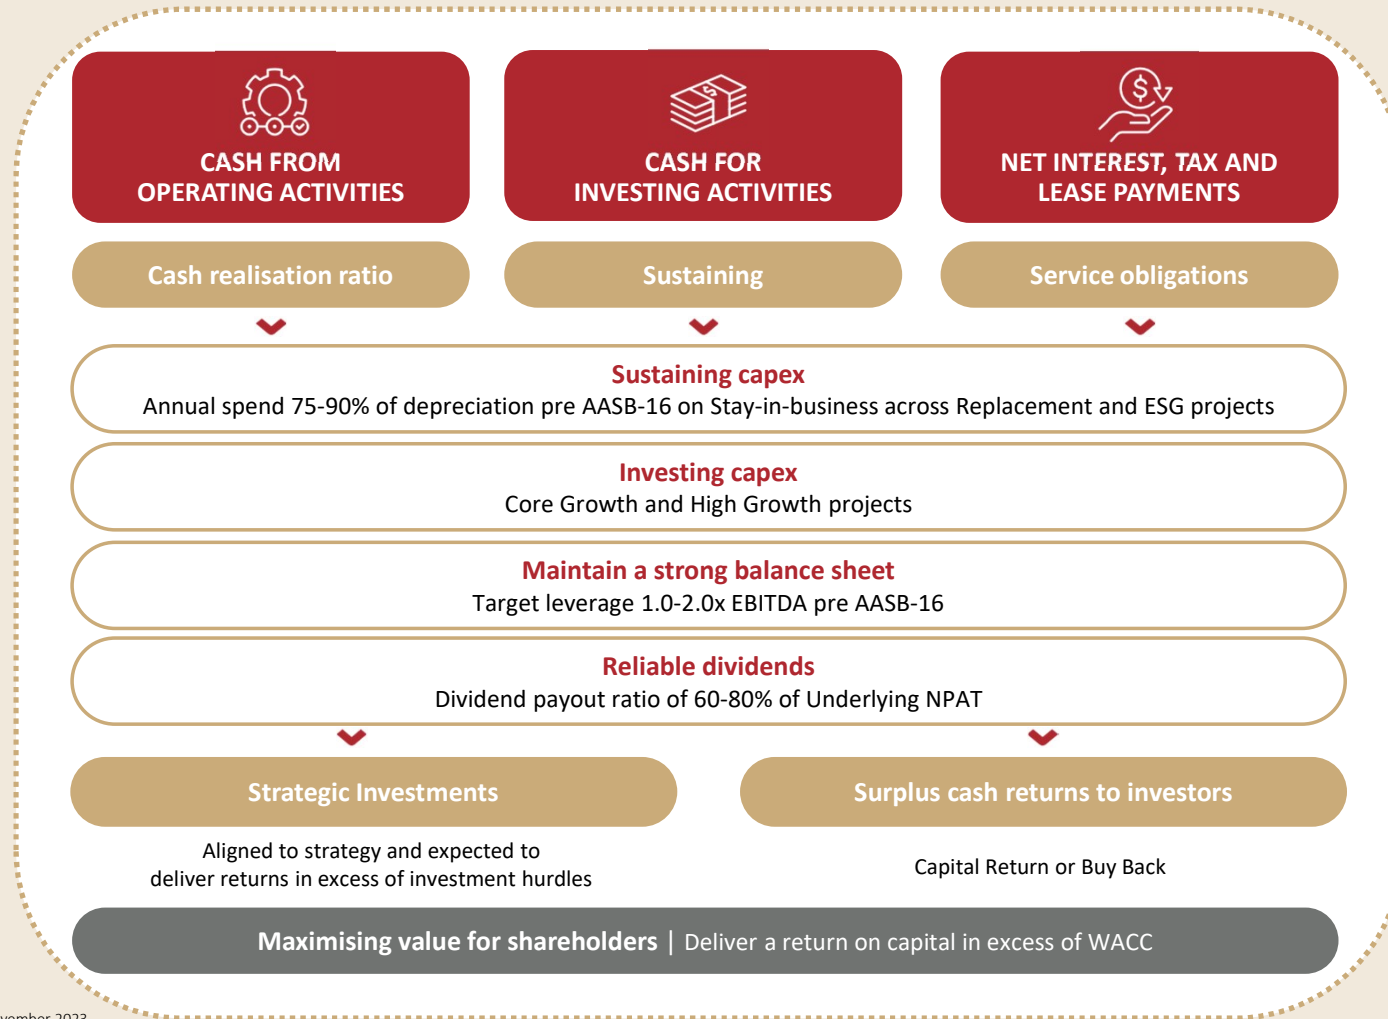 CASH FROM
OPERATING ACTIVITIES
CASH FOR
INVESTING ACTIVITIES
NET INTEREST, TAX AND
LEASE PAYMENTS
Cash realisation ratio
Sustaining
Service obligations
Sustaining capex
Annual spend 75-90% of depreciation pre AASB-16 on Stay-in-business across Replacement and ESG projects
Investing capex
Core Growth and High Growth projects
Maintain a strong balance sheet
Target leverage 1.0-2.0x EBITDA pre AASB-16
Reliable dividends
Dividend payout ratio of 60-80% of Underlying NPAT
Strategic Investments
Aligned to strategy and expected to
deliver returns in excess of investment hurdles
Surplus cash returns to investors
Capital Return or Buy Back
Maximising value for shareholders | Deliver a return on capital in excess of WACC